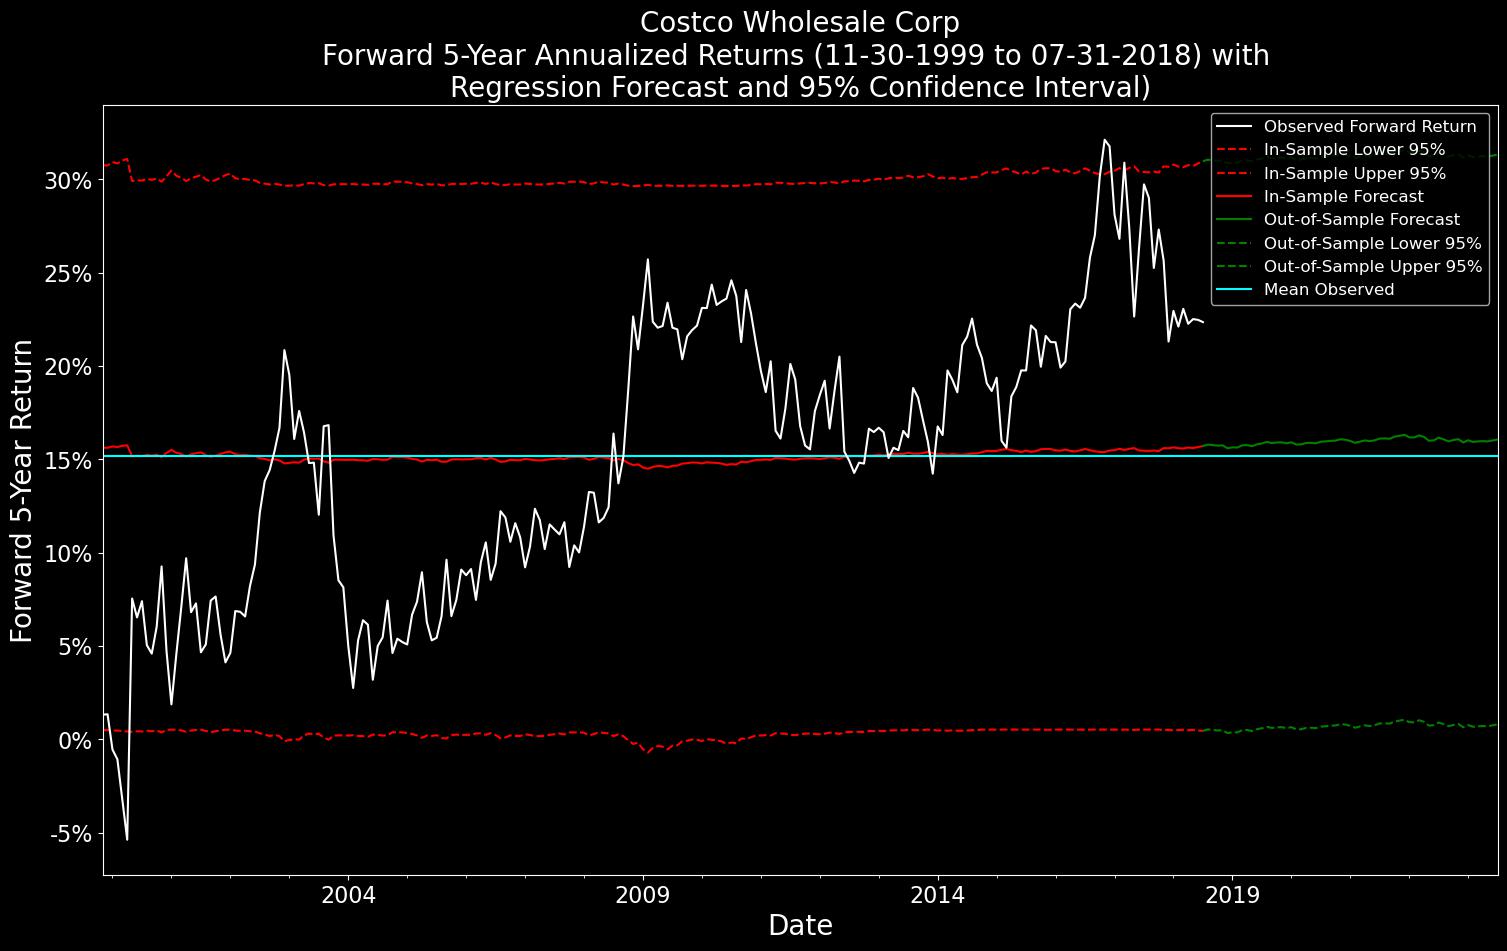 Costco Wholesale Corp
Forward 5-Year Annualized Returns (11-30-1999 to 07-31-2018) with
Regression Forecast and 95% Confidence Interval)
Observed Forward Return
In-Sample Lower 95%
In-Sample Upper 95%
In-Sample Forecast
Out-of-Sample Forecast
Out-of-Sample Lower 95%
Out-of-Sample Upper 95%
Mean Observed
Forward 5-Year Return
30%
25%
20%
15%
10%
5%
0%
-5%
2004
2009
2014
2019
Date